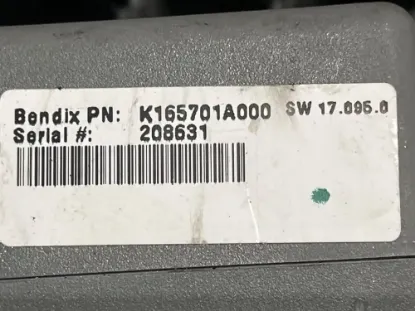 Bendix PN: K165701A000 SW 17.095.0
Serial #: 208631